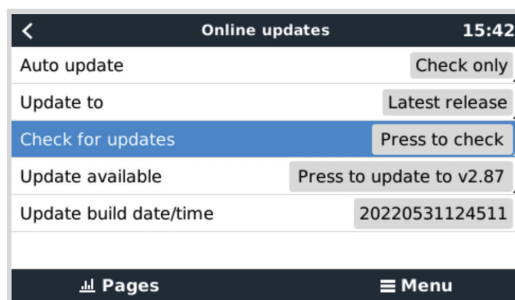 Online updates 15:42
Auto update Check only
Update to Latest release
Check for updates Press to check
Update available Press to update to v2.87
Update build date/time 20220531124511
Pages Menu